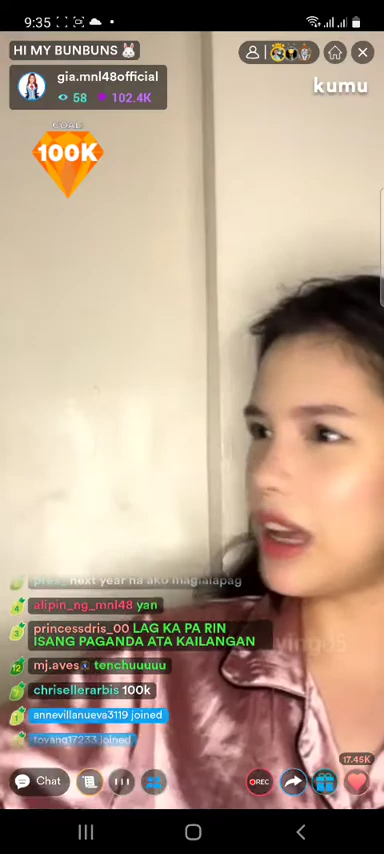 9:35
HI MY BUNBUNS 🐰
kumu
gia.mnl48official
58 102.4K
GOAL:
100K
next year na ako maglalapag
alipin_ng_mnl48 yan
princessdris_00 LAG KA PA RIN
ISANG PAGANDA ATA KAILANGAN
mj.aves tenchuuuuu
chrisellerarbis 100k
annevillanueva3119 joined
tovang17233 joined
17.45K
Chat
REC